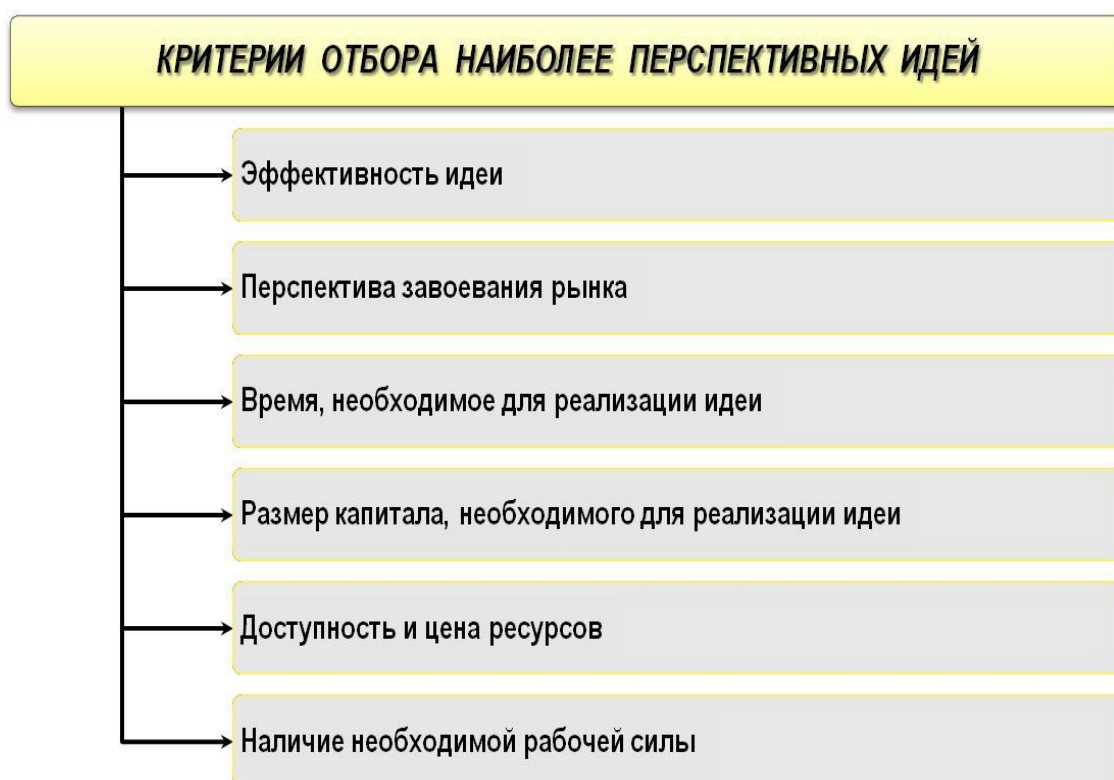 КРИТЕРИИ ОТБОРА НАИБОЛЕЕ ПЕРСПЕКТИВНЫХ ИДЕЙ
Эффективность идеи
Перспектива завоевания рынка
Время, необходимое для реализации идеи
Размер капитала, необходимого для реализации идеи
Доступность и цена ресурсов
Наличие необходимой рабочей силы